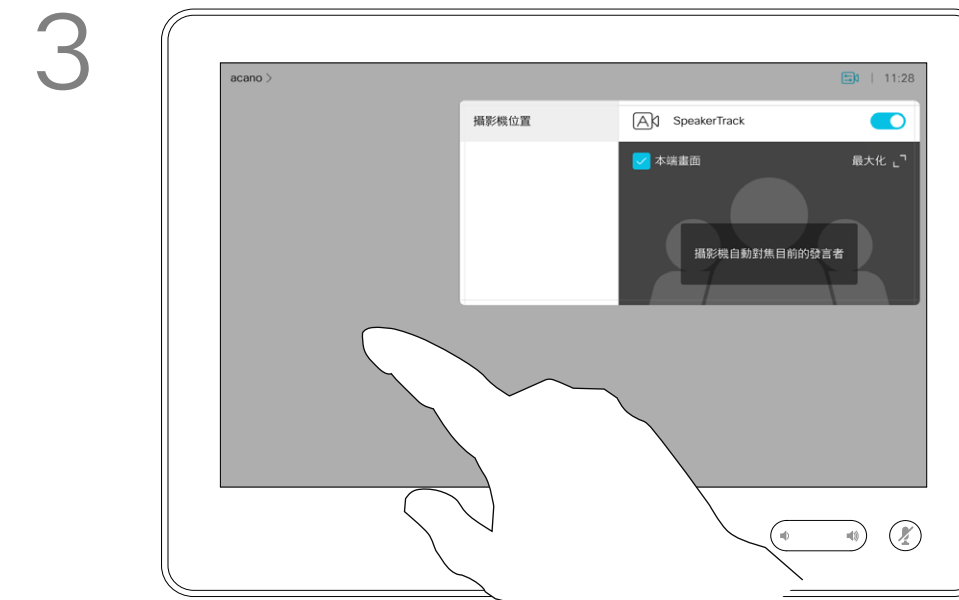 3
acano >
11:28
攝影機位置
SpeakerTrack
本端畫面
最大化
攝影機自動對焦目前的發言者